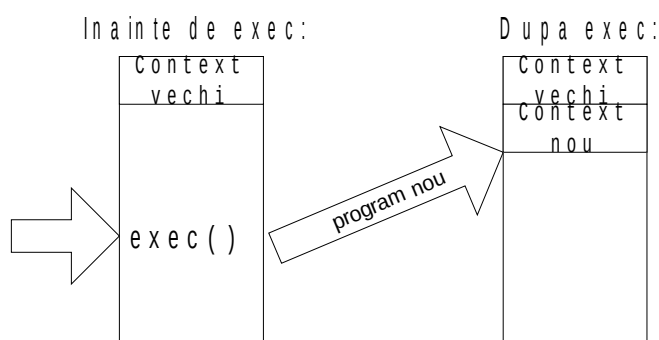 Inainte de exec:
Dupa exec:
Context
vechi
Context
vechi
Context
nou
program nou
exec()